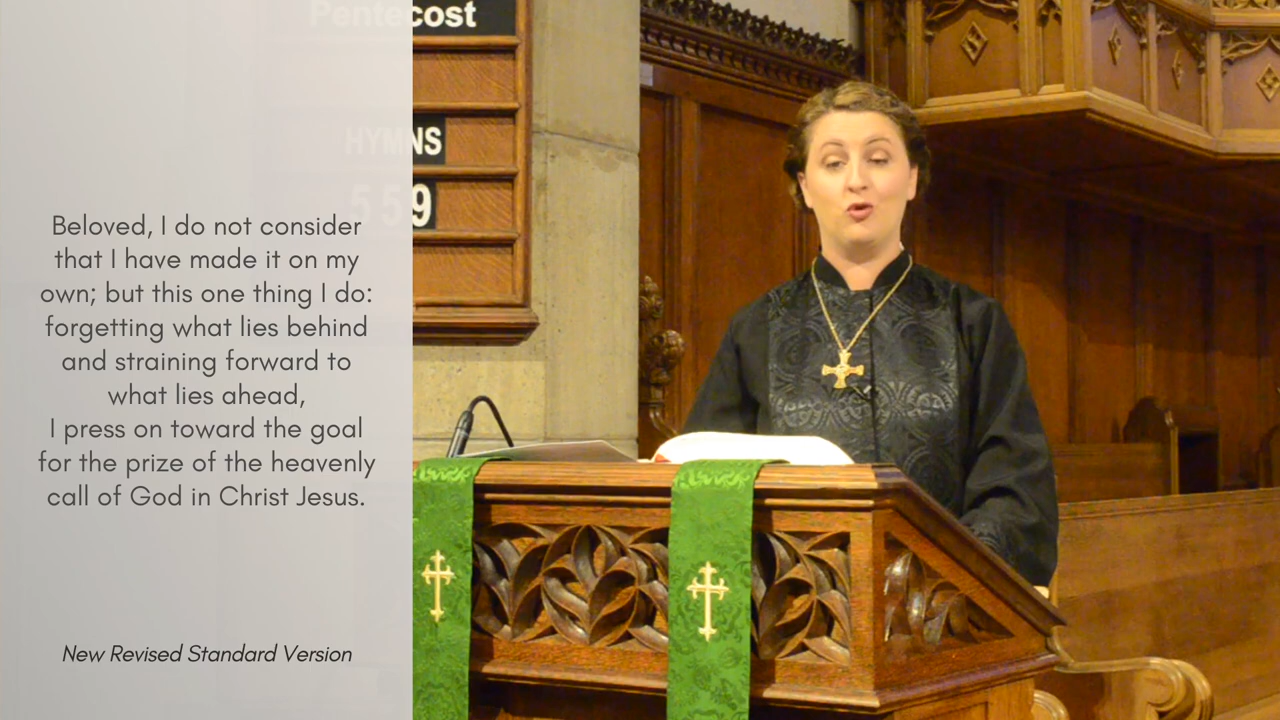 Pentecost
HYMNS
559
Beloved, I do not consider
that I have made it on my
own; but this one thing I do:
forgetting what lies behind
and straining forward to
what lies ahead,
I press on toward the goal
for the prize of the heavenly
call of God in Christ Jesus.
New Revised Standard Version